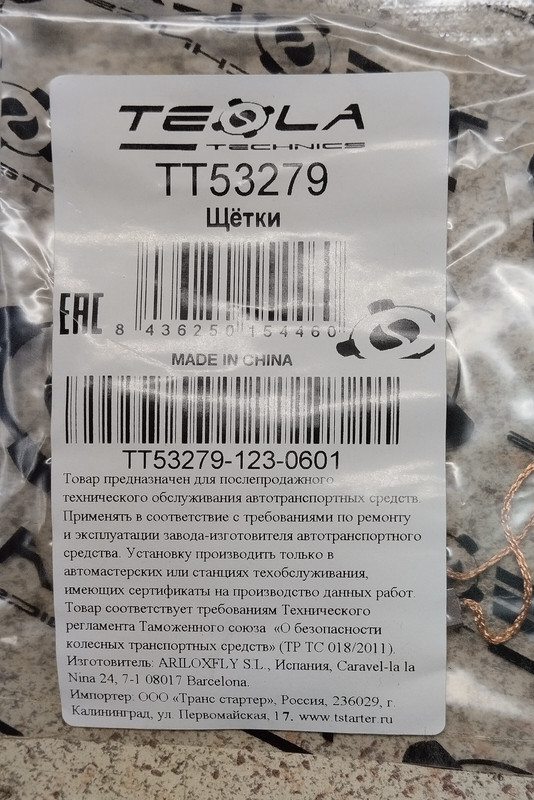 TESLA
TECHNICS
TT53279
Щётки
EAC
8 436250 154460
MADE IN CHINA
TT53279-123-0601
Товар предназначен для послепродажного
технического обслуживания автотранспортных средств.
Применять в соответствие с требованиями по ремонту
и эксплуатации завода-изготовителя автотранспортного
средства. Установку производить только в
автомастерских или станциях техобслуживания,
имеющих сертификаты на производство данных работ.
Товар соответствует требованиям Технического
регламента Таможенного союза «О безопасности
колесных транспортных средств» (ТР ТС 018/2011).
Изготовитель: ARILOXFLY S.L., Испания, Caravel-la la
Nina 24, 7-1 08017 Barcelona.
Импортер: ООО «Транс стартер», Россия, 236029, г.
Калининград, ул. Первомайская, 17, www.tstarter.ru